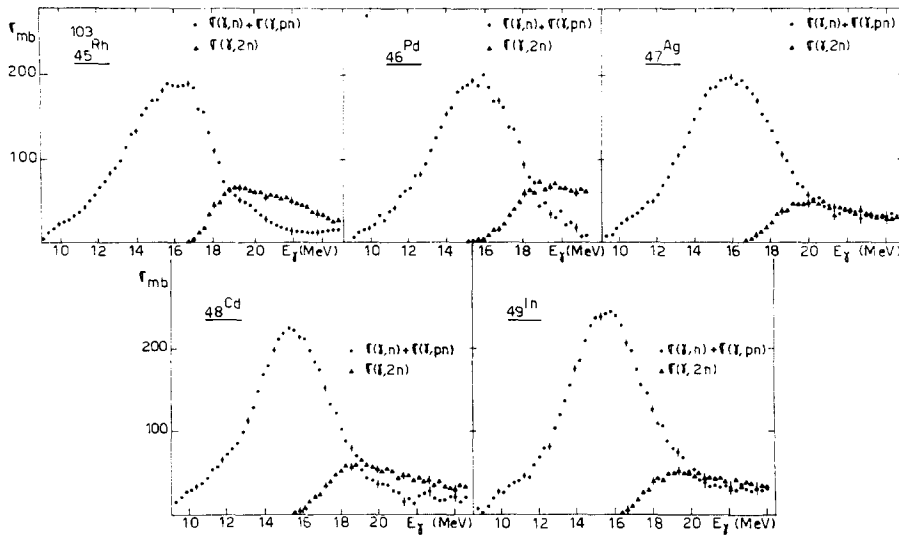 σ(γ,n)+σ(γ,pn)
σ(γ,2n)
σ(γ,n)+σ(γ,pn)
σ(γ,2n)
σ(γ,n)+σ(γ,pn)
σ(γ,2n)
σmb
103
45Rh
46Pd
47Ag
200
100
10 12 14 16 18 20 Eγ(MeV)
10 12 14 16 18 Eγ(MeV)
10 12 14 16 18 20 Eγ (MeV)
σmb
48Cd
49In
σ(γ,n)+σ(γ,pn)
σ(γ,2n)
σ(γ,n)+σ(γ,pn)
σ(γ,2n)
200
100
10 12 14 16 18 20 Eγ(MeV)
10 12 14 16 18 20 Eγ (MeV)